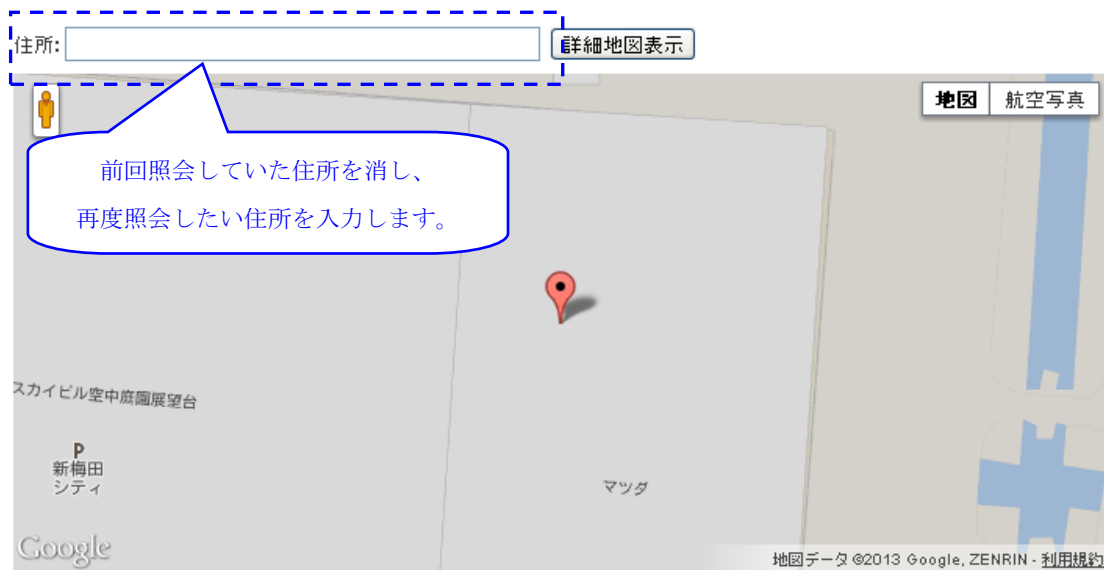 住所:
詳細地図表示
地図 航空写真
前回照会していた住所を消し、
再度照会したい住所を入力します。
スカイビル空中庭園展望台
P
新梅田
シティ
マツダ
Google
地図データ ©2013 Google, ZENRIN - 利用規約